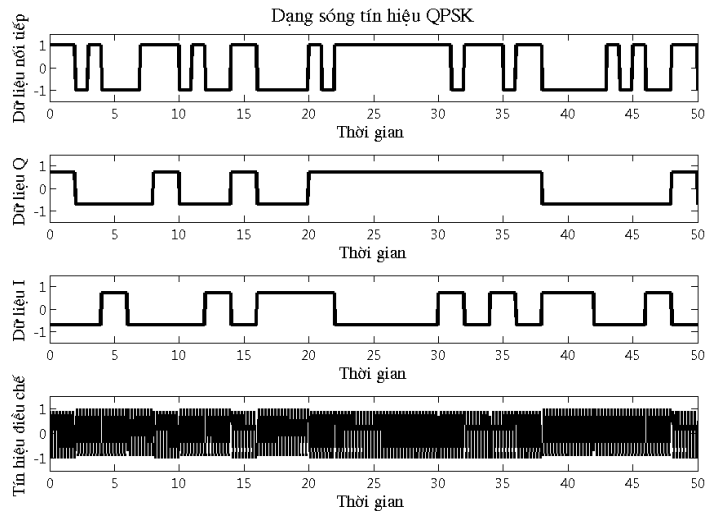 Dạng sóng tín hiệu QPSK
Dữ liệu nối tiếp
1
0
-1
0 5 10 15 20 25 30 35 40 45 50
Thời gian
Dữ liệu Q
1
0
-1
0 5 10 15 20 25 30 35 40 45 50
Thời gian
Dữ liệu I
1
0
-1
0 5 10 15 20 25 30 35 40 45 50
Thời gian
Tín hiệu điều chế
1
0
-1
0 5 10 15 20 25 30 35 40 45 50
Thời gian